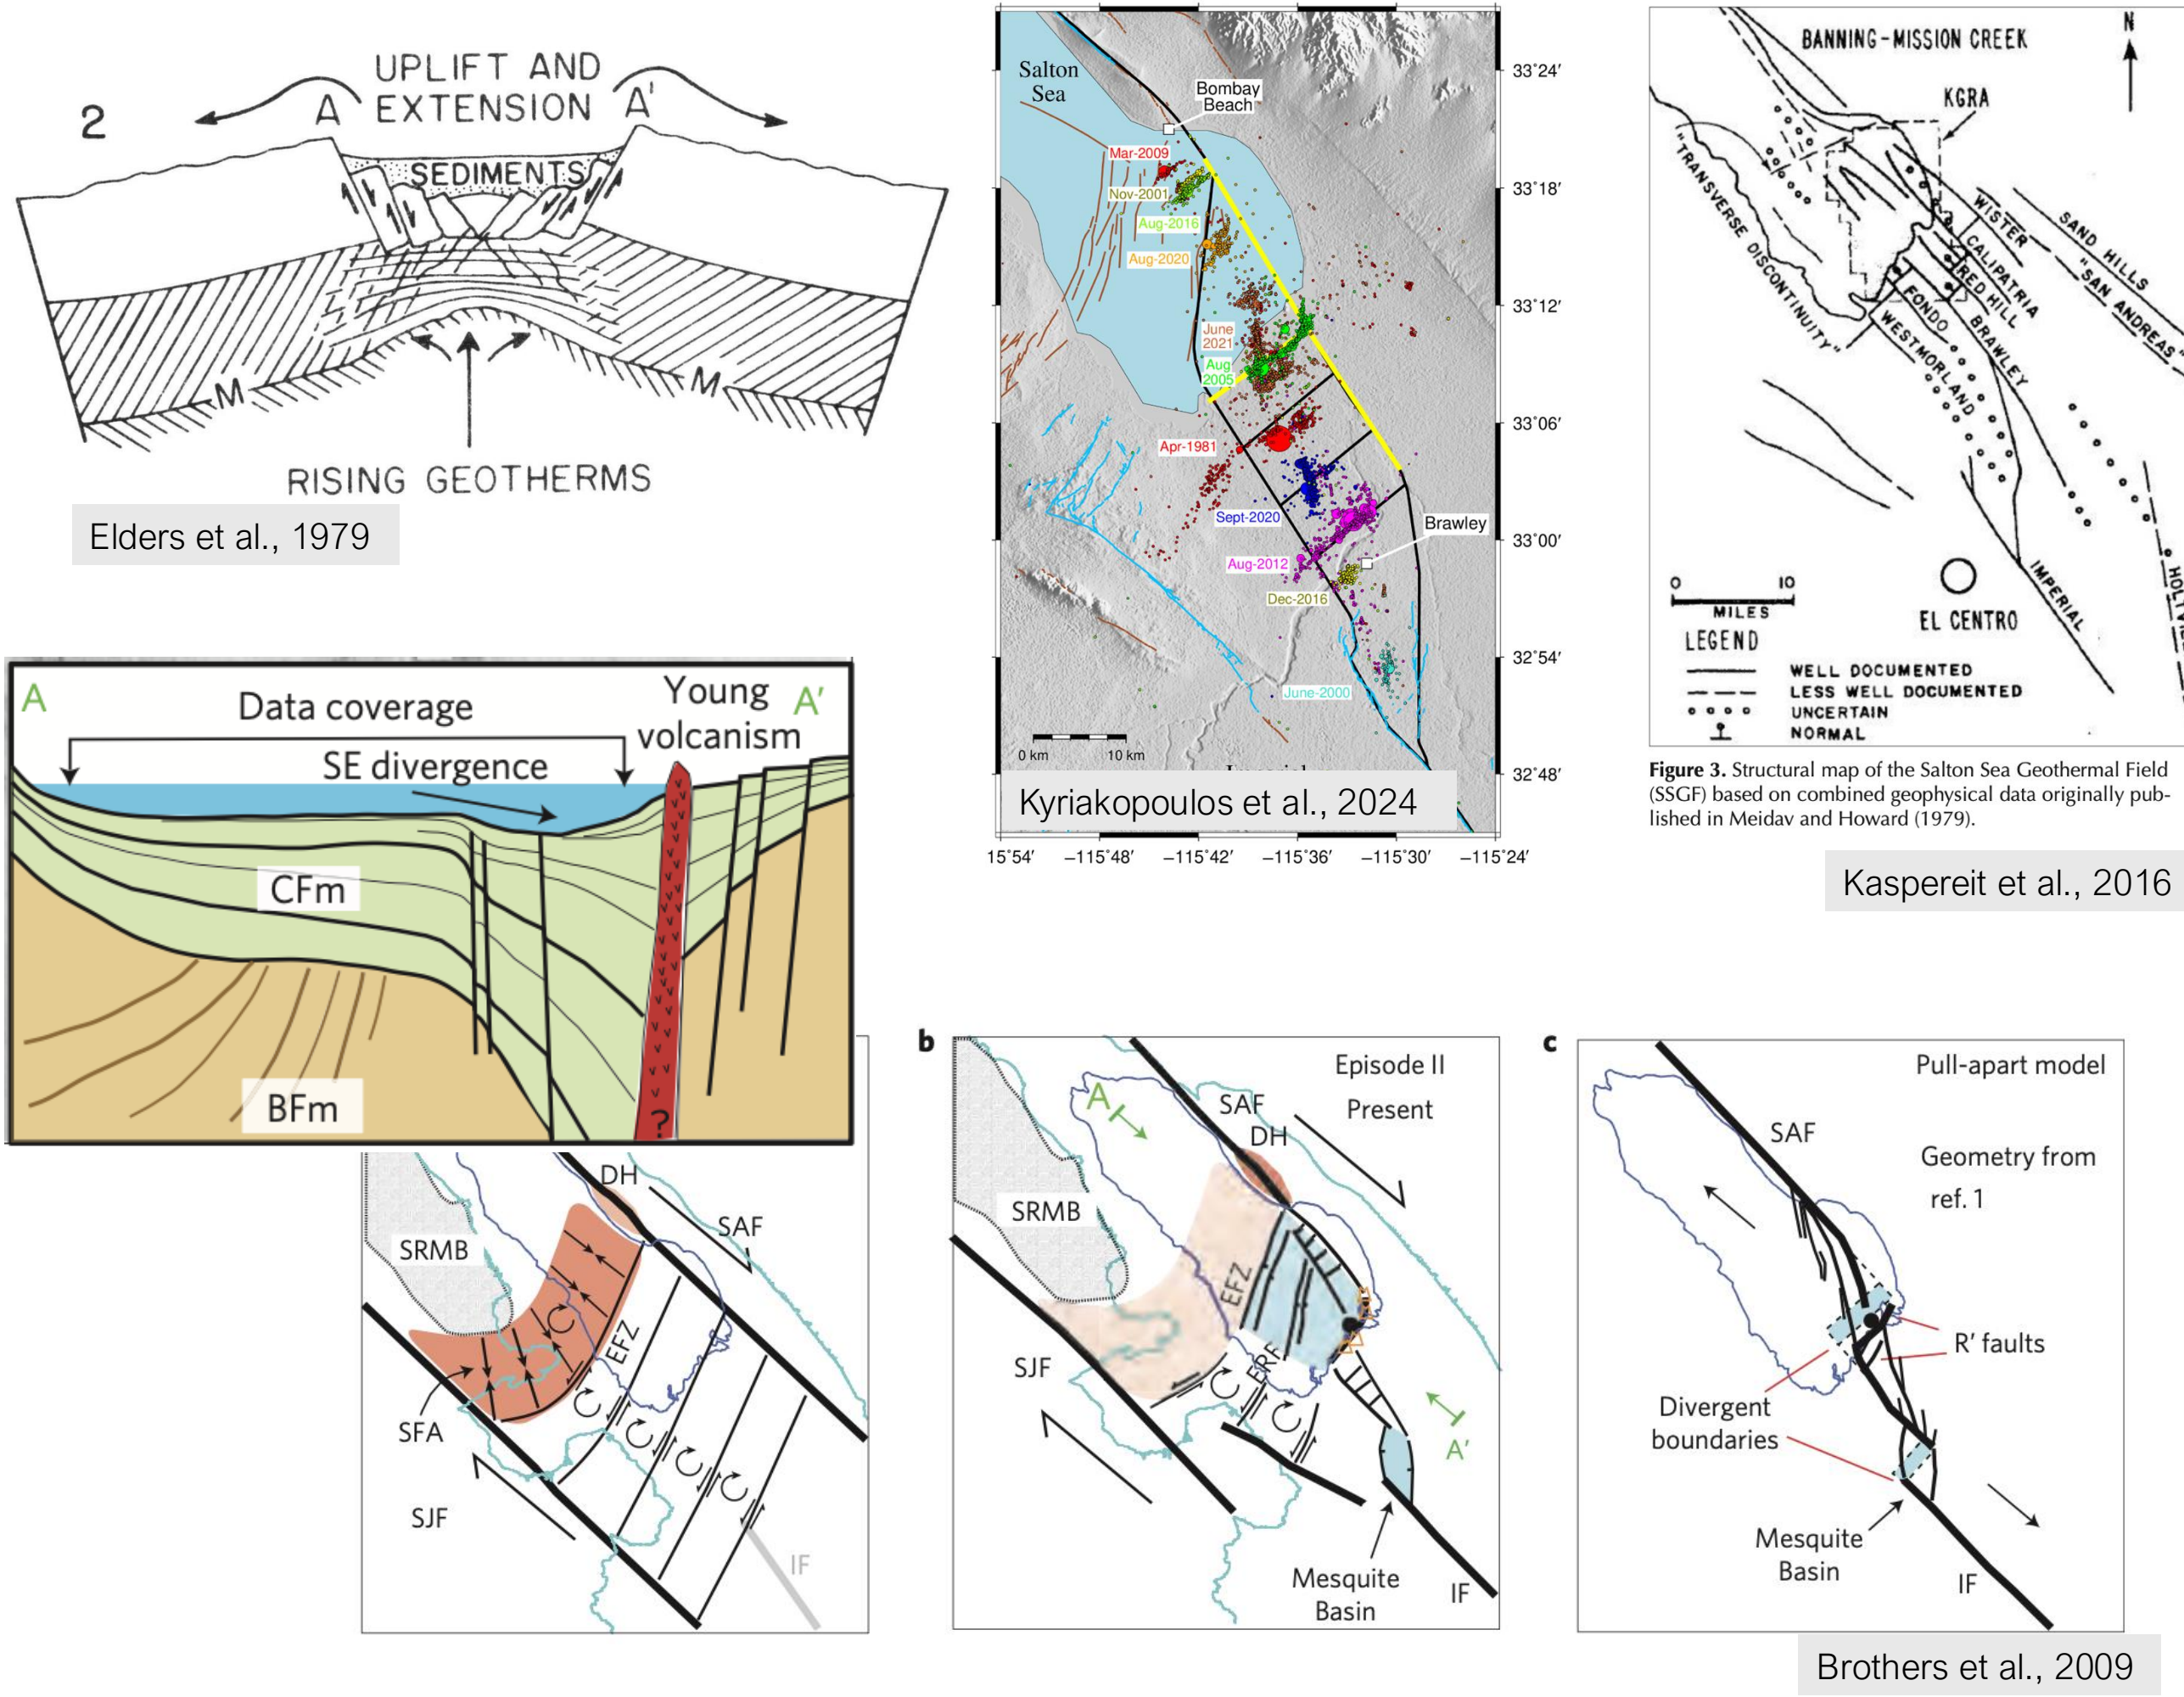 2
UPLIFT AND
EXTENSION
A
A'
SEDIMENTS
M
M
RISING GEOTHERMS
Elders et al., 1979
Salton
Sea
Bombay
Beach
Mar-2009
Nov-2001
Aug-2016
Aug-2020
June
2021
Aug
2005
Apr-1981
Sept-2020
Brawley
Aug-2012
Dec-2016
June-2000
0 km
10 km
33˚24'
33˚18'
33˚12'
33˚06'
33˚00'
32˚54'
32˚48'
15˚54'
−115˚48'
−115˚42'
−115˚36'
−115˚30'
−115˚24'
Kyriakopoulos et al., 2024
BANNING-MISSION CREEK
N
KGRA
"TRANSVERSE DISCONTINUITY"
WISTER
SAND HILLS
"SAN ANDREAS"
CALIPATRIA
RED HILL
FONDO
BRAWLEY
WESTMORLAND
IMPERIAL
EL CENTRO
0
10
MILES
LEGEND
WELL DOCUMENTED
LESS WELL DOCUMENTED
UNCERTAIN
NORMAL
Figure 3. Structural map of the Salton Sea Geothermal Field
(SSGF) based on combined geophysical data originally pub-
lished in Meidav and Howard (1979).
Kaspereit et al., 2016
A
Data coverage
Young
volcanism
A'
SE divergence
CFm
BFm
?
DH
SAF
SRMB
EFZ
SFA
SJF
IF
b
Episode II
Present
A
SAF
DH
SRMB
EFZ
ERF
SJF
A'
Mesquite
Basin
IF
c
Pull-apart model
SAF
Geometry from
ref. 1
R' faults
Divergent
boundaries
Mesquite
Basin
IF
Brothers et al., 2009